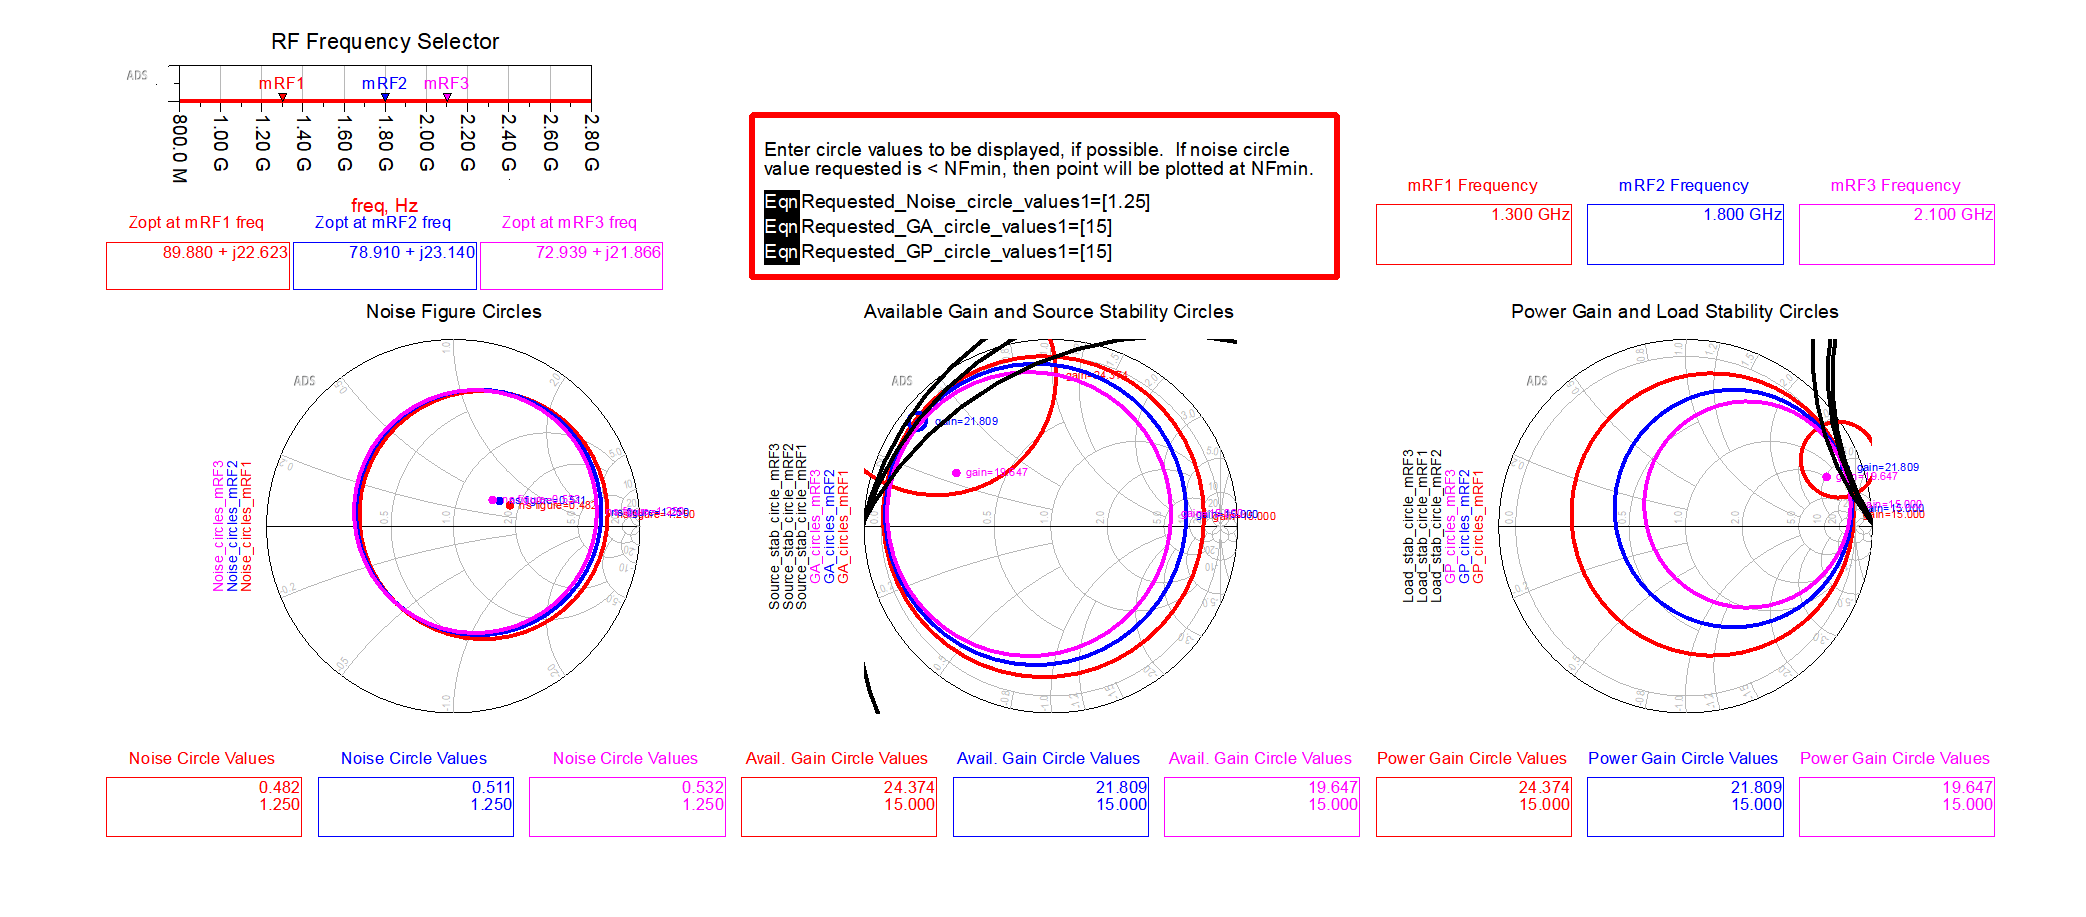 RF Frequency Selector
ADS
mRF1
mRF2
mRF3
800.0 M
1.00 G
1.20 G
1.40 G
1.60 G
1.80 G
2.00 G
2.20 G
2.40 G
2.60 G
2.80 G
freq, Hz
Zopt at mRF1 freq
89.880 + j22.623
Zopt at mRF2 freq
78.910 + j23.140
Zopt at mRF3 freq
72.939 + j21.866
Enter circle values to be displayed, if possible.  If noise circle
value requested is < NFmin, then point will be plotted at NFmin.
Eqn Requested_Noise_circle_values1=[1.25]
Eqn Requested_GA_circle_values1=[15]
Eqn Requested_GP_circle_values1=[15]
mRF1 Frequency
1.300 GHz
mRF2 Frequency
1.800 GHz
mRF3 Frequency
2.100 GHz
Noise Figure Circles
ADS
Noise_circles_mRF3
Noise_circles_mRF2
Noise_circles_mRF1
Available Gain and Source Stability Circles
ADS
gain=24.374
gain=21.809
gain=19.647
Source_stab_circle_mRF3
Source_stab_circle_mRF2
Source_stab_circle_mRF1
GA_circles_mRF3
GA_circles_mRF2
GA_circles_mRF1
Power Gain and Load Stability Circles
ADS
gain=21.809
Load_stab_circle_mRF3
Load_stab_circle_mRF1
Load_stab_circle_mRF2
GP_circles_mRF3
GP_circles_mRF2
GP_circles_mRF1
Noise Circle Values
0.482
1.250
Noise Circle Values
0.511
1.250
Noise Circle Values
0.532
1.250
Avail. Gain Circle Values
24.374
15.000
Avail. Gain Circle Values
21.809
15.000
Avail. Gain Circle Values
19.647
15.000
Power Gain Circle Values
24.374
15.000
Power Gain Circle Values
21.809
15.000
Power Gain Circle Values
19.647
15.000